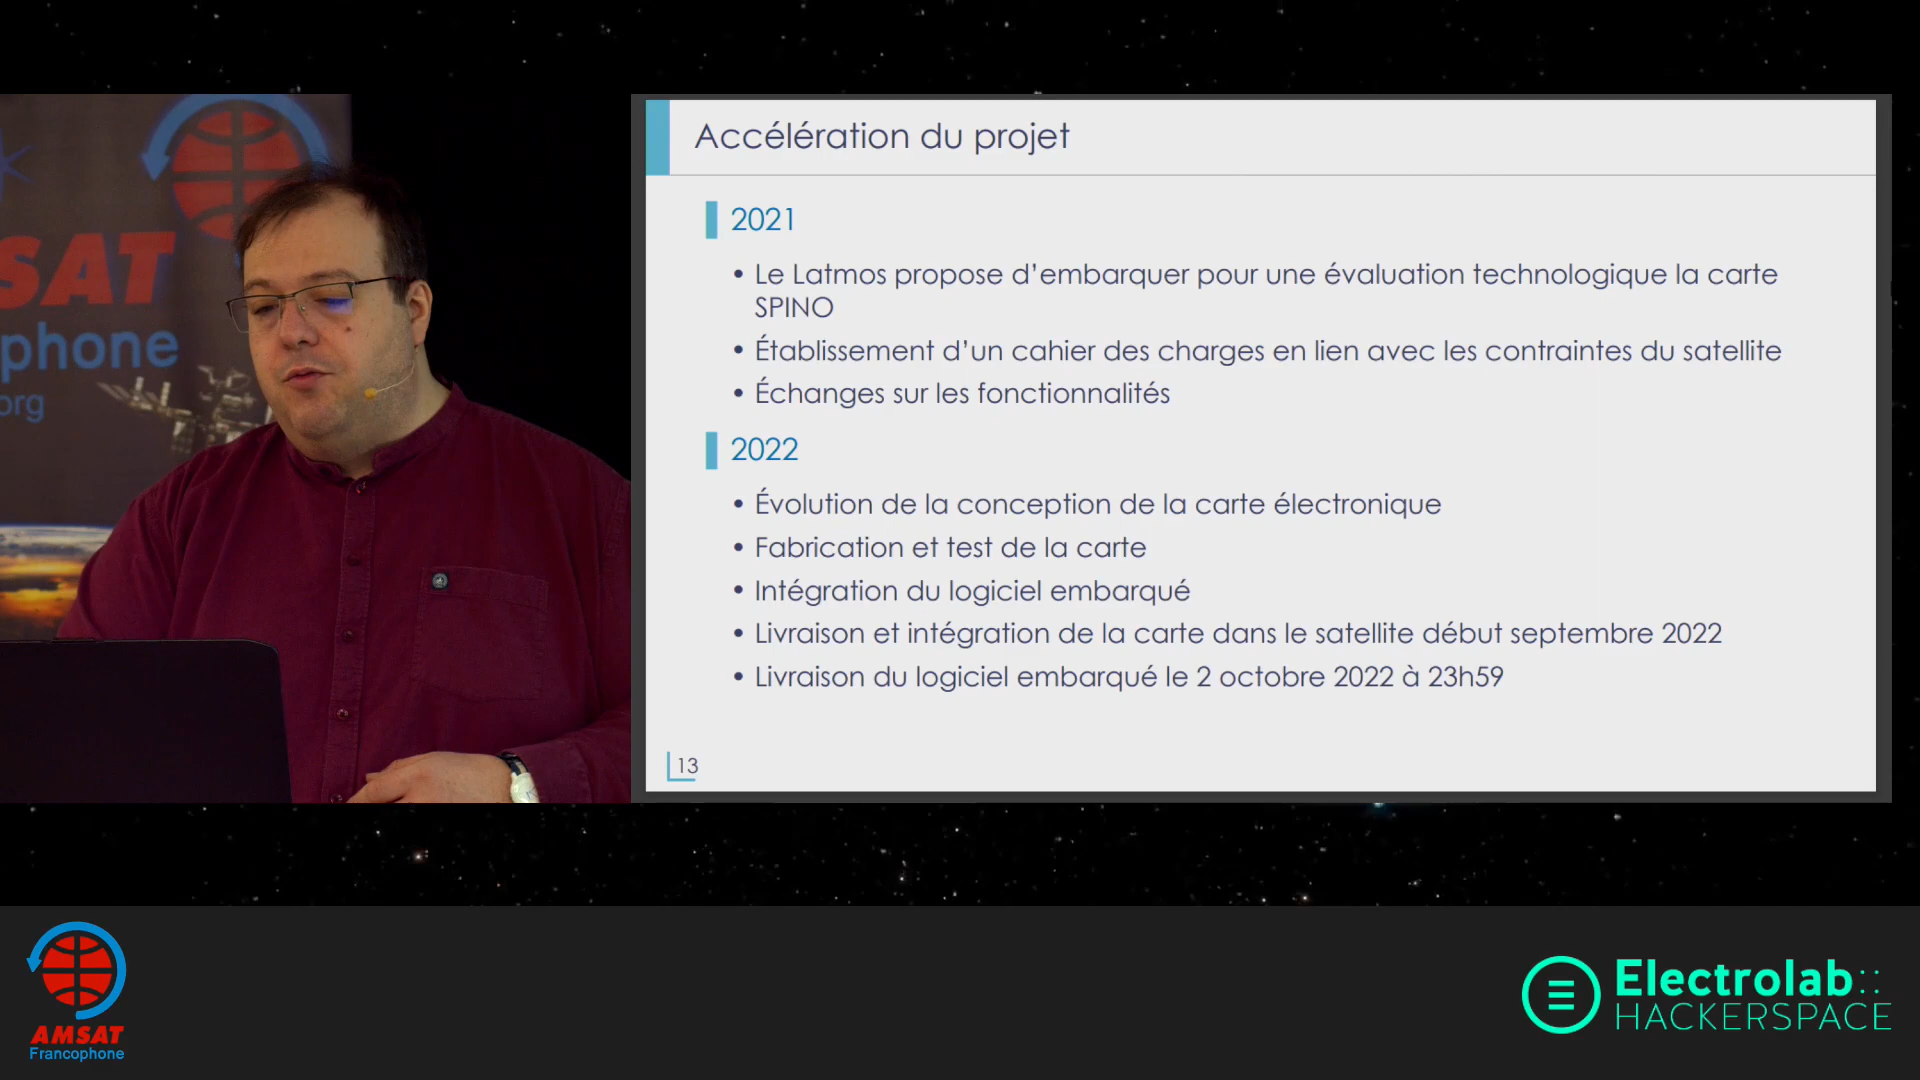 SAT
phone
org
Accélération du projet
2021
• Le Latmos propose d’embarquer pour une évaluation technologique la carte
SPINO
• Établissement d’un cahier des charges en lien avec les contraintes du satellite
• Échanges sur les fonctionnalités
2022
• Évolution de la conception de la carte électronique
• Fabrication et test de la carte
• Intégration du logiciel embarqué
• Livraison et intégration de la carte dans le satellite début septembre 2022
• Livraison du logiciel embarqué le 2 octobre 2022 à 23h59
13
AMSAT
Francophone
Electrolab::
HACKERSPACE